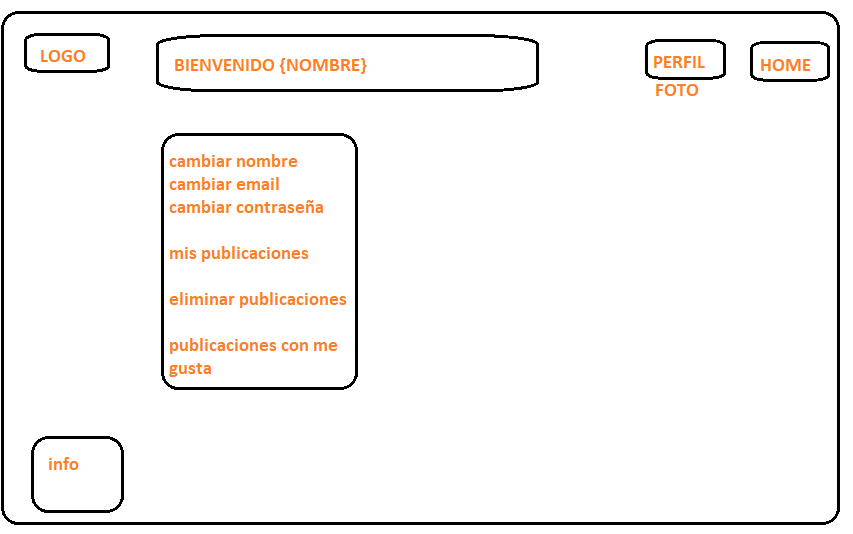 LOGO
BIENVENIDO {NOMBRE}
PERFIL
FOTO
HOME
cambiar nombre
cambiar email
cambiar contraseña
mis publicaciones
eliminar publicaciones
publicaciones con me
gusta
info